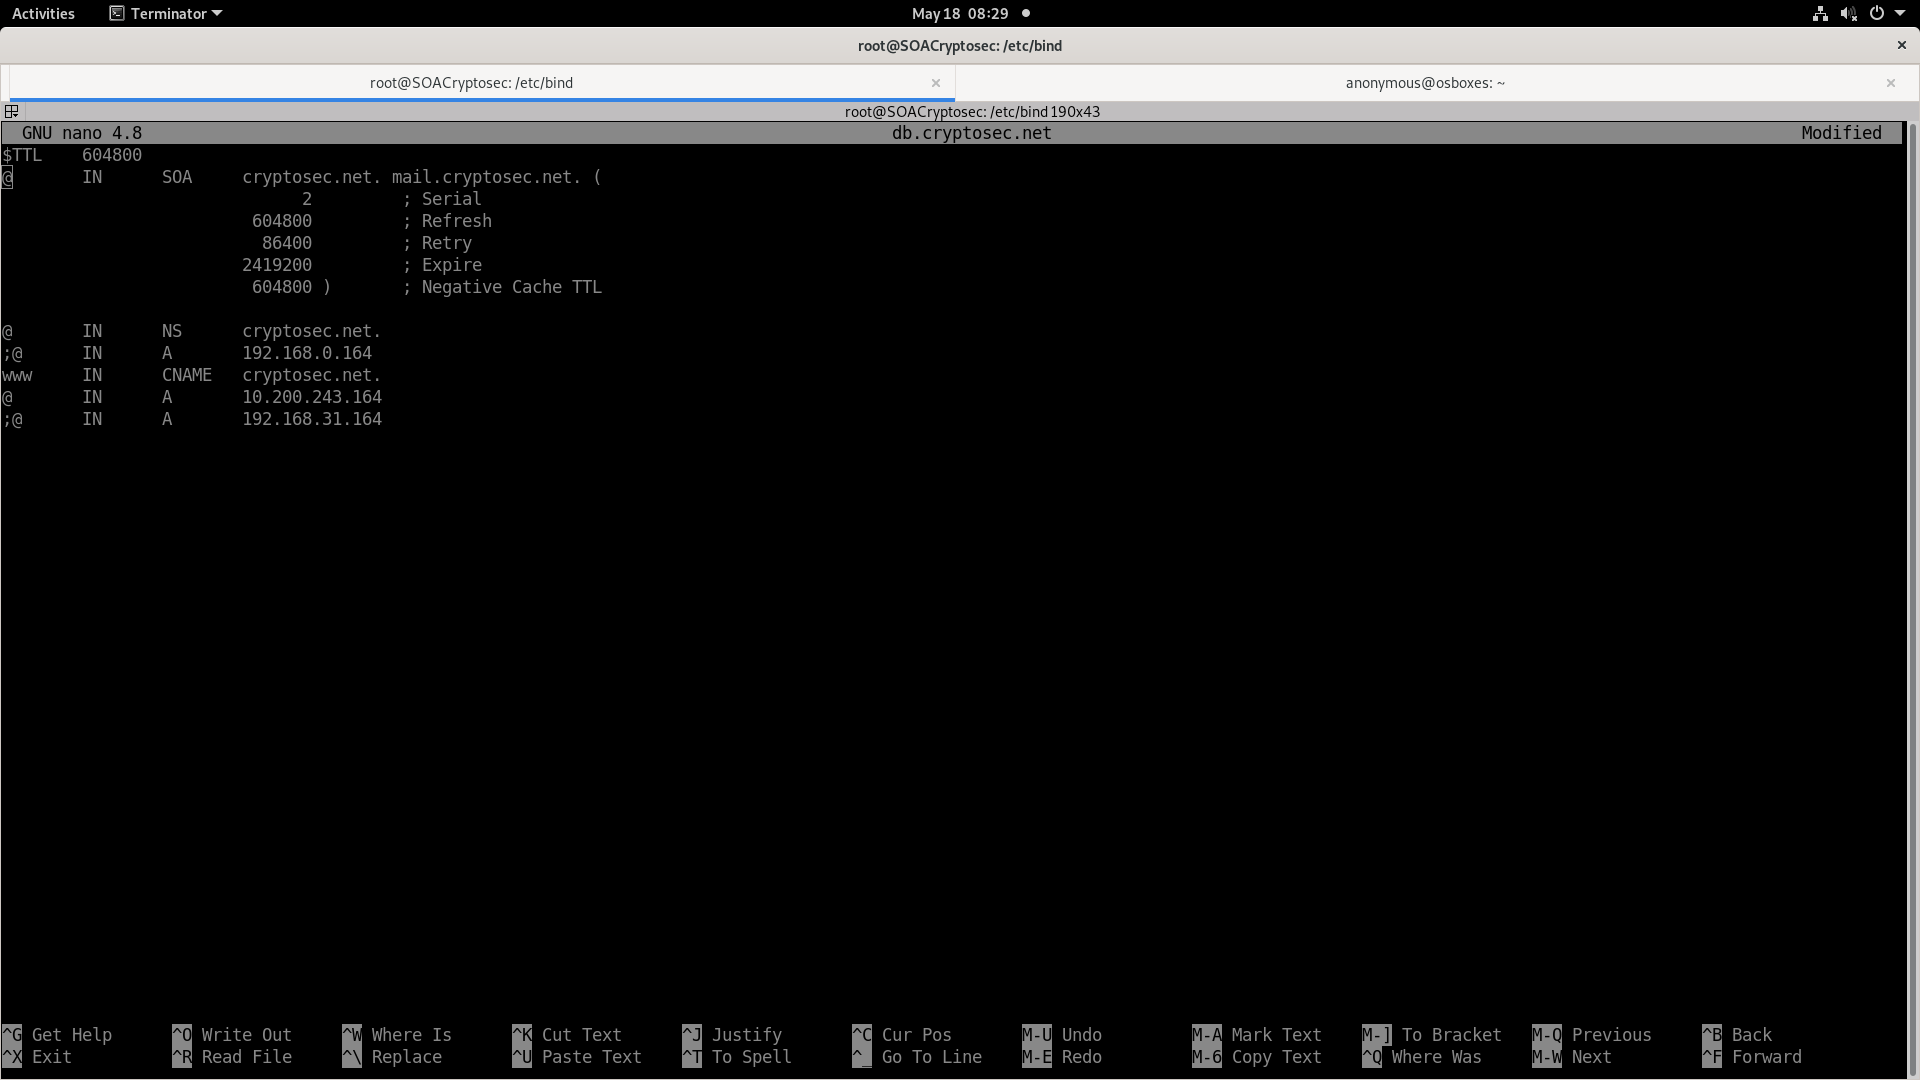 Activities Terminator May 18 08:29
root@SOACryptosec: /etc/bind
root@SOACryptosec: /etc/bind anonymous@osboxes: ~
root@SOACryptosec: /etc/bind 190x43
GNU nano 4.8 db.cryptosec.net Modified
$TTL 604800
@ IN SOA cryptosec.net. mail.cryptosec.net. (
2 ; Serial
604800 ; Refresh
86400 ; Retry
2419200 ; Expire
604800 ) ; Negative Cache TTL
@ IN NS cryptosec.net.
;@ IN A 192.168.0.164
www IN CNAME cryptosec.net.
@ IN A 10.200.243.164
;@ IN A 192.168.31.164
^G Get Help ^O Write Out ^W Where Is ^K Cut Text ^J Justify ^C Cur Pos M-U Undo M-A Mark Text M-] To Bracket M-Q Previous ^B Back
^X Exit ^R Read File ^\ Replace ^U Paste Text ^T To Spell ^_ Go To Line M-E Redo M-6 Copy Text ^Q Where Was M-W Next ^F Forward